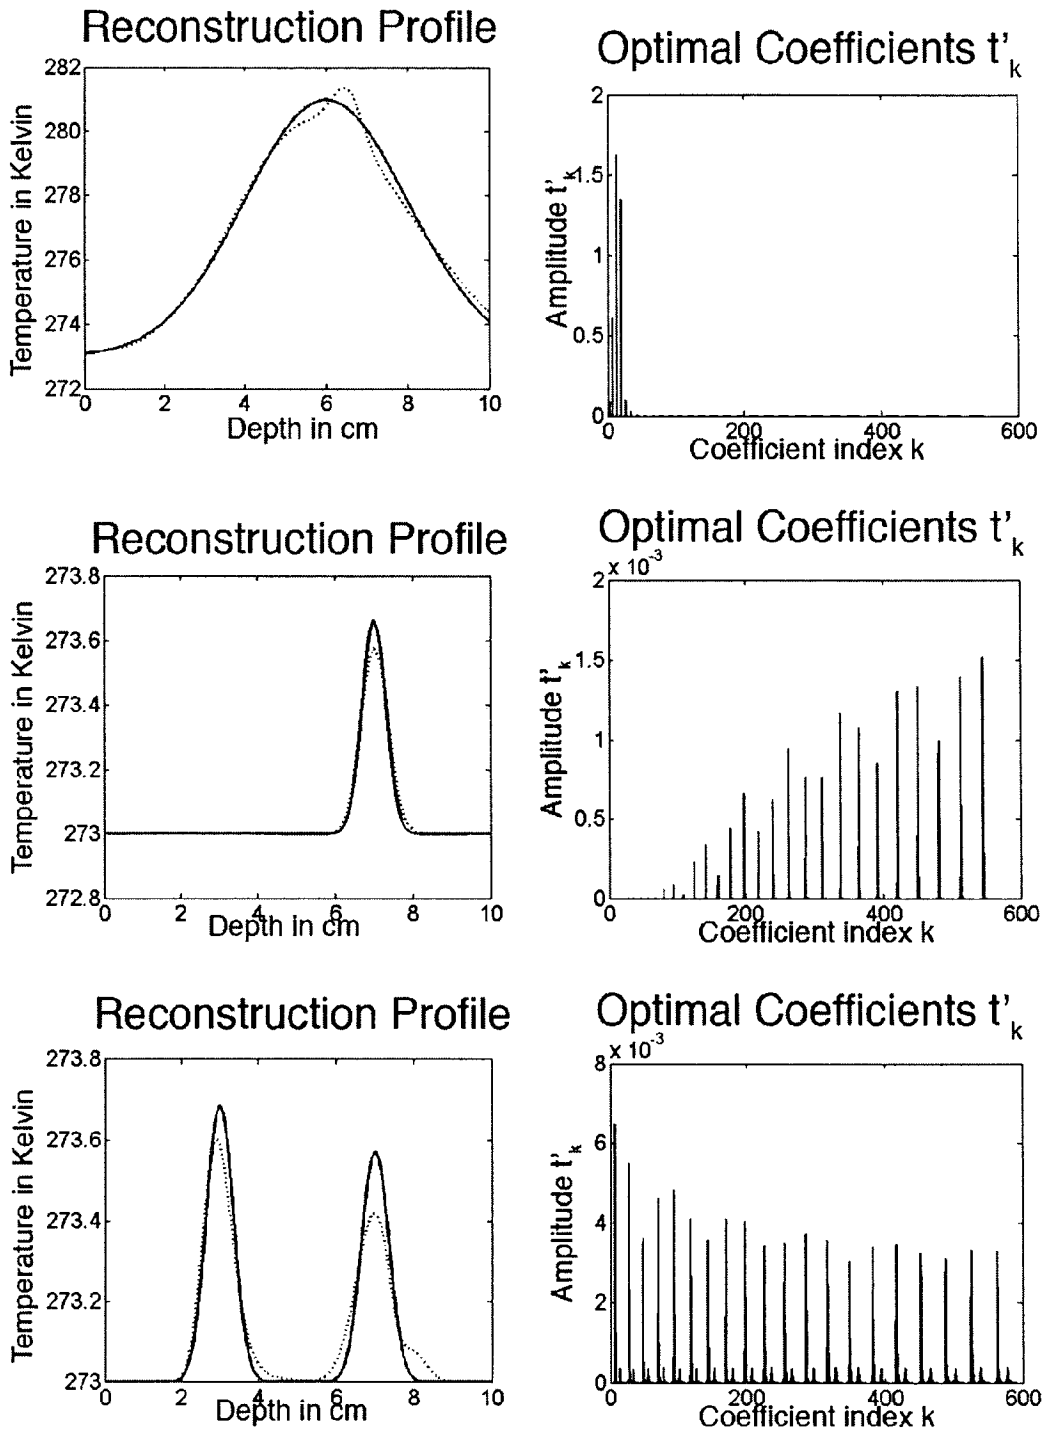 Reconstruction Profile
282
280
278
276
274
272
0 2 4 6 8 10
Temperature in Kelvin
Depth in cm
Optimal Coefficients t'k
2
1.5
1
0.5
0
0 200 400 600
Amplitude t'k
Coefficient index k
Reconstruction Profile
273.8
273.6
273.4
273.2
273
272.8
0 2 4 6 8 10
Temperature in Kelvin
Depth in cm
Optimal Coefficients t'k
x 10-3
2
1.5
1
0.5
0
0 200 400 600
Amplitude t'k
Coefficient index k
Reconstruction Profile
273.8
273.6
273.4
273.2
273
0 2 4 6 8 10
Temperature in Kelvin
Depth in cm
Optimal Coefficients t'k
x 10-3
8
6
4
2
0
0 200 400 600
Amplitude t'k
Coefficient index k